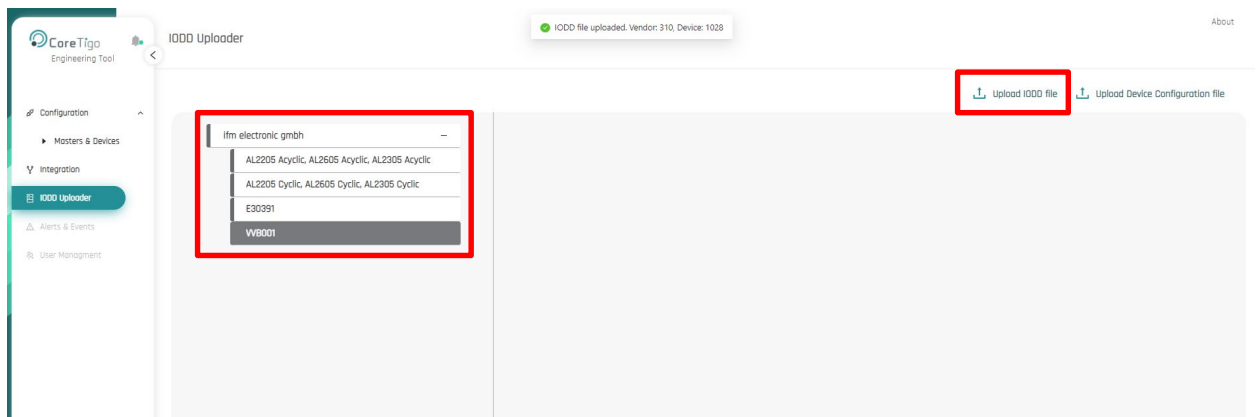 CoreTigo
Engineering Tool
IODD Uploader
IODD file uploaded. Vendor: 310, Device: 1028
About
Upload IODD file
Upload Device Configuration file
Configuration
Masters & Devices
Integration
IODD Uploader
Alerts & Events
User Managment
ifm electronic gmbh
AL2205 Acyclic, AL2605 Acyclic, AL2305 Acyclic
AL2205 Cyclic, AL2605 Cyclic, AL2305 Cyclic
E30391
VVB001